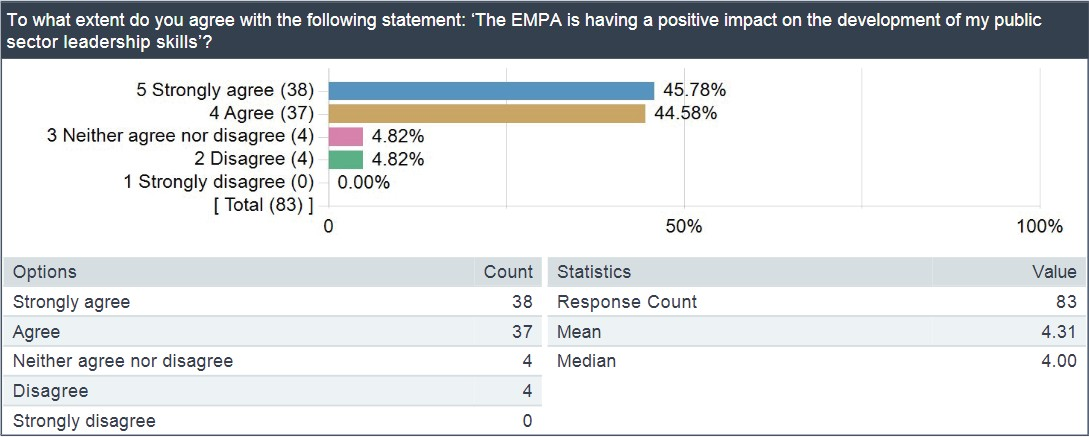 To what extent do you agree with the following statement: ‘The EMPA is having a positive impact on the development of my public
sector leadership skills’?
5 Strongly agree (38) 45.78%
4 Agree (37) 44.58%
3 Neither agree nor disagree (4) 4.82%
2 Disagree (4) 4.82%
1 Strongly disagree (0) 0.00%
[ Total (83) ]
0 50% 100%
Options Count
Strongly agree 38
Agree 37
Neither agree nor disagree 4
Disagree 4
Strongly disagree 0
Statistics Value
Response Count 83
Mean 4.31
Median 4.00